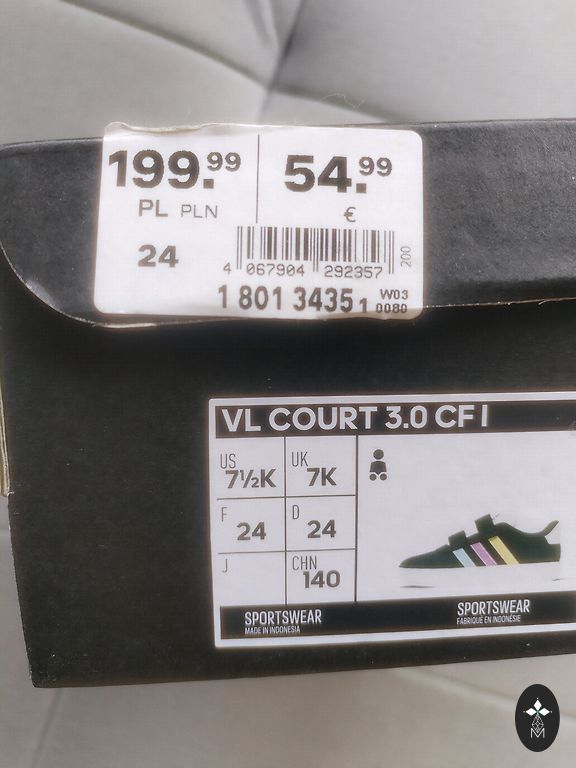 199.99 54.99
PL PLN €
24
4 067904 292357 200
1 801 3435 1 W03
0080
VL COURT 3.0 CF I
US 7½K UK 7K
F 24 D 24
J CHN 140
SPORTSWEAR SPORTSWEAR
MADE IN INDONESIA FABRIQUÉ EN INDONÉSIE
M